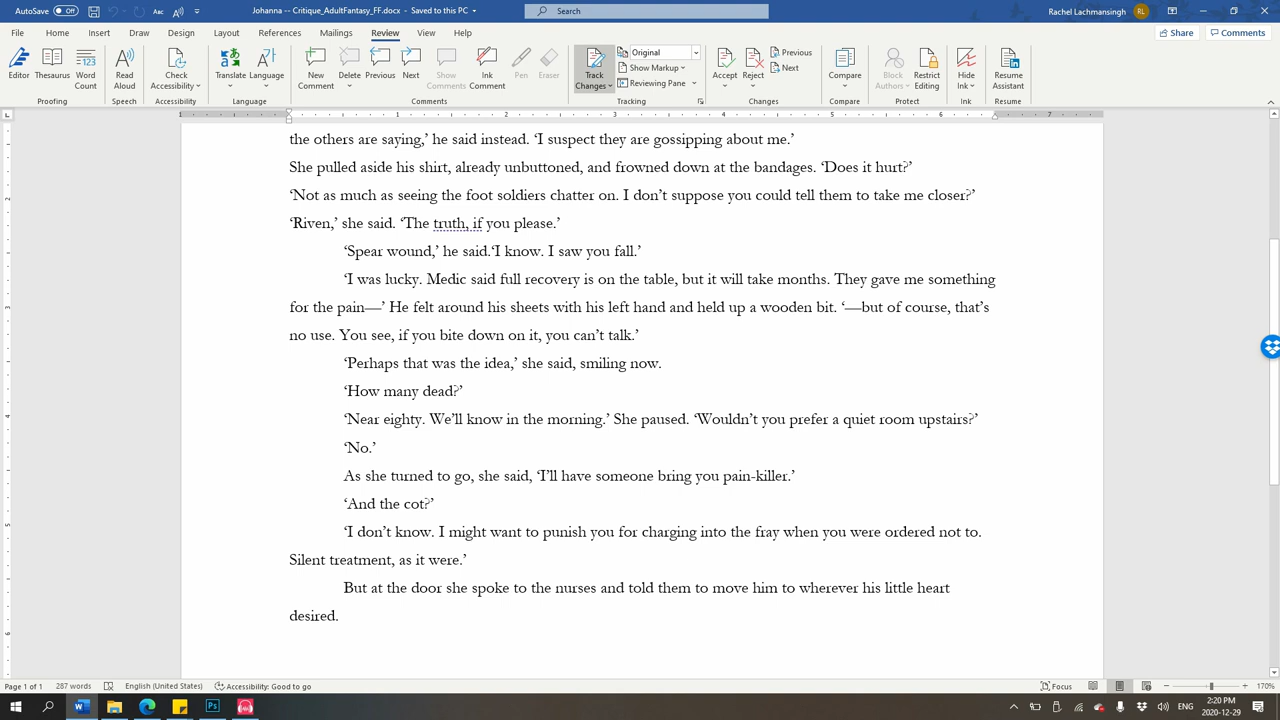 AutoSave Off
Johanna -- Critique_AdultFantasy_FF.docm - Saved to this PC
Search
Rachel Lachmansingh
RL
File Home Insert Draw Design Layout References Mailings Review View Help
Share
Comments
Editor
Thesaurus
Word Count
Read Aloud
Check Accessibility
Translate
Language
New Comment
Delete
Previous
Next
Show Comments
Ink Comment
Pen
Eraser
Track Changes
Original
Show Markup
Reviewing Pane
Accept
Reject
Previous
Next
Compare
Block Authors
Restrict Editing
Hide Ink
Resume Assistant
Proofing
Speech
Accessibility
Language
Comments
Tracking
Changes
Compare
Protect
Ink
Resume
1 1 2 3 4 5 6 7
the others are saying,’ he said instead. ‘I suspect they are gossipping about me.’
She pulled aside his shirt, already unbuttoned, and frowned down at the bandages. ‘Does it hurt?’
‘Not as much as seeing the foot soldiers chatter on. I don’t suppose you could tell them to take me closer?’
‘Riven,’ she said. ‘The truth, if you please.’
‘Spear wound,’ he said.‘I know. I saw you fall.’
‘I was lucky. Medic said full recovery is on the table, but it will take months. They gave me something
for the pain—’ He felt around his sheets with his left hand and held up a wooden bit. ‘—but of course, that’s
no use. You see, if you bite down on it, you can’t talk.’
‘Perhaps that was the idea,’ she said, smiling now.
‘How many dead?’
‘Near eighty. We’ll know in the morning.’ She paused. ‘Wouldn’t you prefer a quiet room upstairs?’
‘No.’
As she turned to go, she said, ‘I’ll have someone bring you pain-killer.’
‘And the cot?’
‘I don’t know. I might want to punish you for charging into the fray when you were ordered not to.
Silent treatment, as it were.’
But at the door she spoke to the nurses and told them to move him to wherever his little heart
desired.
Page 1 of 1
287 words
English (United States)
Accessibility: Good to go
Focus
170%
ENG
2:20 PM
2020-12-29